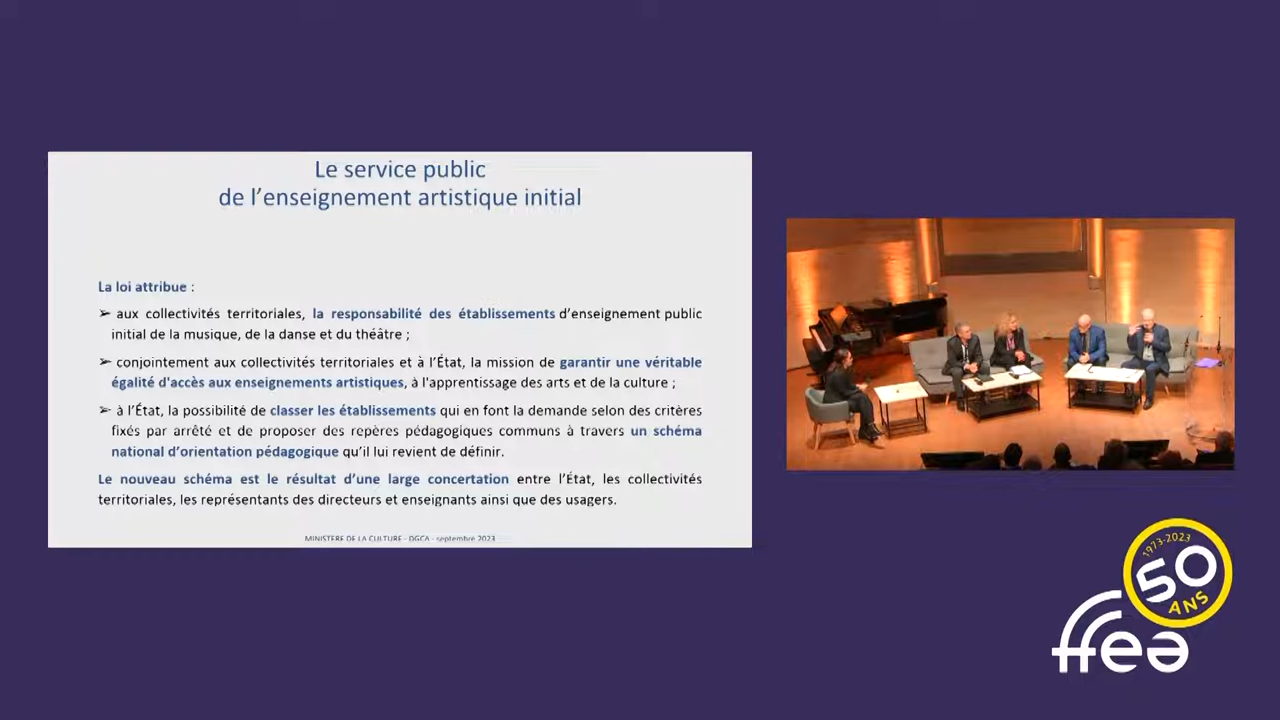 Le service public
de l'enseignement artistique initial
La loi attribue :
➢ aux collectivités territoriales, la responsabilité des établissements d'enseignement public
initial de la musique, de la danse et du théâtre ;
➢ conjointement aux collectivités territoriales et à l'État, la mission de garantir une véritable
égalité d'accès aux enseignements artistiques, à l'apprentissage des arts et de la culture ;
➢ à l'État, la possibilité de classer les établissements qui en font la demande selon des critères
fixés par arrêté et de proposer des repères pédagogiques communs à travers un schéma
national d'orientation pédagogique qu'il lui revient de définir.
Le nouveau schéma est le résultat d'une large concertation entre l'État, les collectivités
territoriales, les représentants des directeurs et enseignants ainsi que des usagers.
MINISTERE DE LA CULTURE - DGCA - septembre 2023
1973-2023
50
ANS
ffea